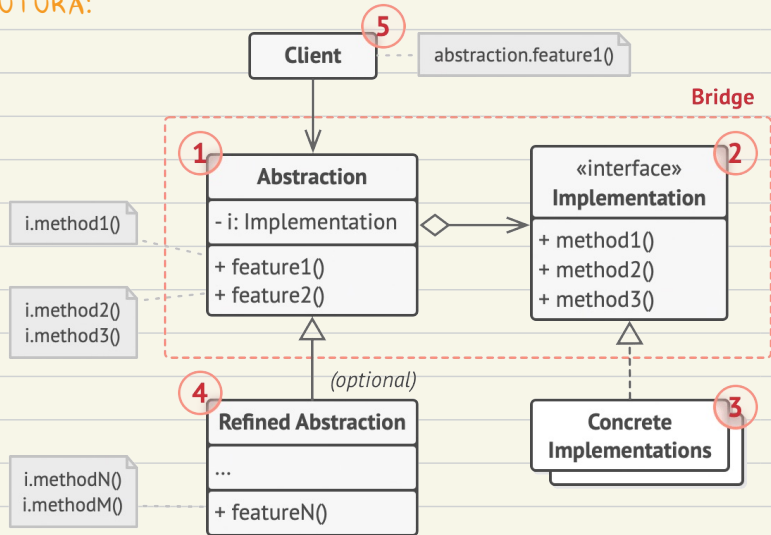 5
Client
abstraction.feature1()
Bridge
1
Abstraction
- i: Implementation
+ feature1()
+ feature2()
2
«interface»
Implementation
+ method1()
+ method2()
+ method3()
i.method1()
i.method2()
i.method3()
(optional)
4
Refined Abstraction
...
+ featureN()
3
Concrete
Implementations
i.methodN()
i.methodM()